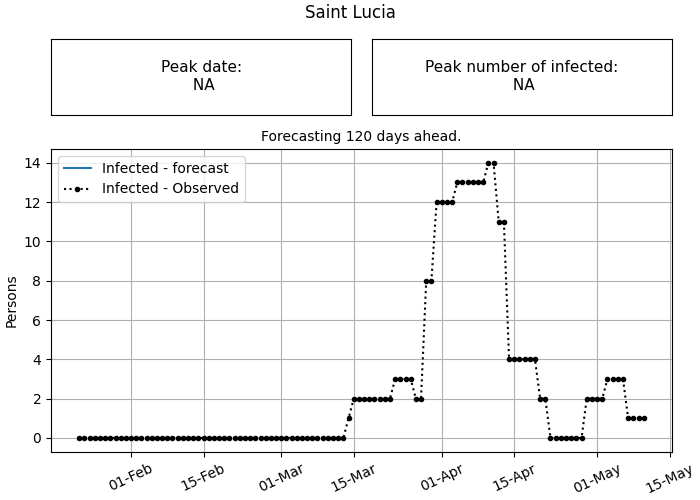 Saint Lucia
Peak date:
NA
Peak number of infected:
NA
Forecasting 120 days ahead.
Infected - forecast
Infected - Observed
Persons
14
12
10
8
6
4
2
0
01-Feb
15-Feb
01-Mar
15-Mar
01-Apr
15-Apr
01-May
15-May